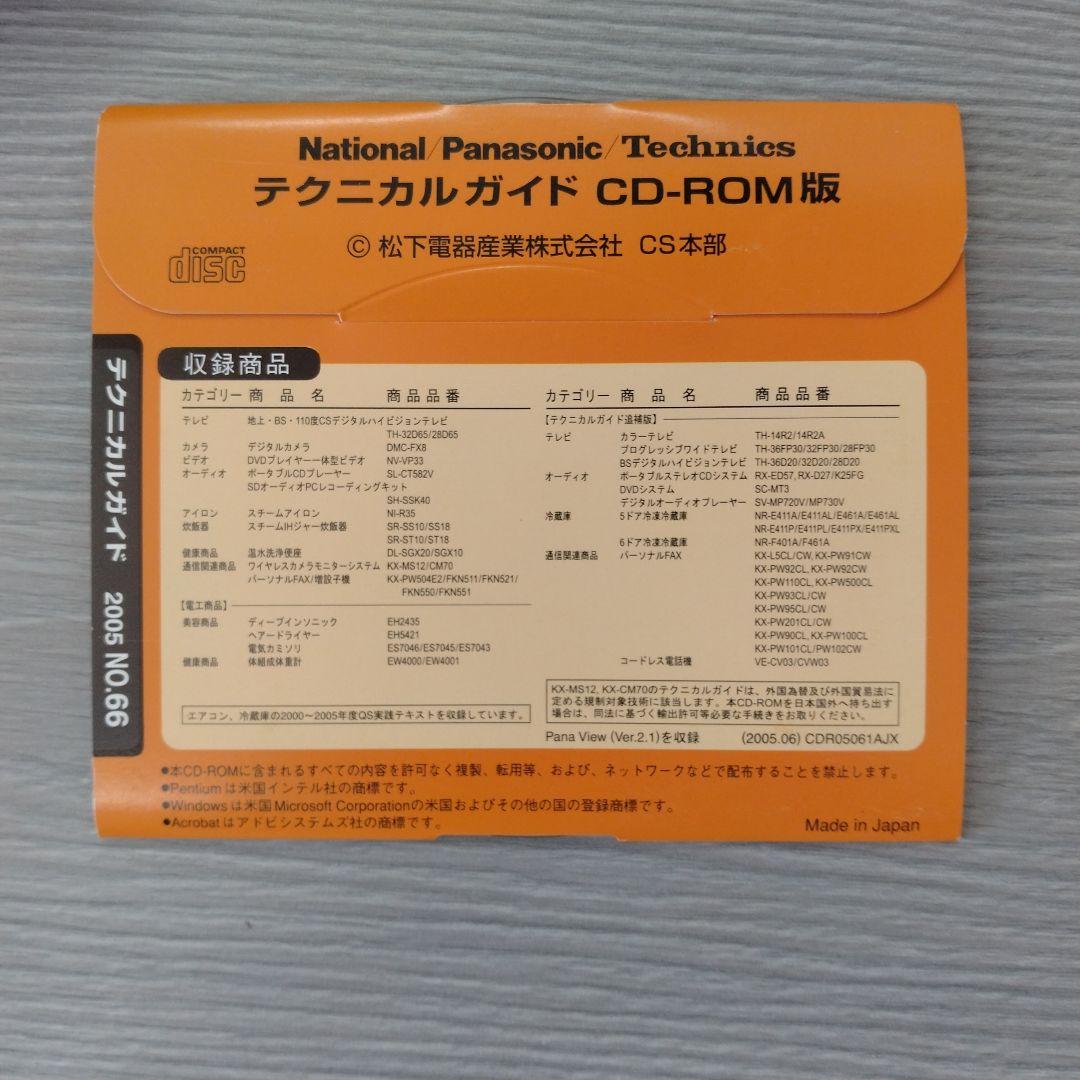 National/Panasonic/Technics
テクニカルガイド CD-ROM版
© 松下電器産業株式会社 CS本部
COMPACT
disc
テクニカルガイド 2005 NO.66
収録商品
カテゴリー 商品名 商品品番
テレビ 地上・BS・110度CSデジタルハイビジョンテレビ
TH-32D65/28D65
カメラ デジタルカメラ DMC-FX8
ビデオ DVDプレイヤー一体型ビデオ NV-VP33
オーディオ ポータブルCDプレーヤー SL-CT582V
SDオーディオPCレコーディングキット
SH-SSK40
アイロン スチームアイロン NI-R35
炊飯器 スチームIHジャー炊飯器 SR-SS10/SS18
SR-ST10/ST18
健康商品 温水洗浄便座 DL-SGX20/SGX10
通信関連商品 ワイヤレスカメラモニターシステム KX-MS12/CM70
パーソナルFAX/増設子機 KX-PW504E2/FKN511/FKN521/
FKN550/FKN551
【電工商品】
美容商品 ディープインソニック EH2435
ヘアードライヤー EH5421
電気カミソリ ES7046/ES7045/ES7043
健康商品 体組成体重計 EW4000/EW4001
エアコン、冷蔵庫の2000～2005年度QS実践テキストを収録しています。
カテゴリー 商品名 商品品番
【テクニカルガイド追補版】
テレビ カラーテレビ TH-14R2/14R2A
プログレッシブワイドテレビ TH-36FP30/32FP30/28FP30
BSデジタルハイビジョンテレビ TH-36D20/32D20/28D20
オーディオ ポータブルステレオCDシステム RX-ED57, RX-D27/K25FG
DVDシステム SC-MT3
デジタルオーディオプレーヤー SV-MP720V/MP730V
冷蔵庫 5ドア冷凍冷蔵庫 NR-E411A/E411AL/E461A/E461AL
NR-E411P/E411PL/E411PX/E411PXL
6ドア冷凍冷蔵庫 NR-F401A/F461A
通信関連商品 パーソナルFAX KX-L5CL/CW, KX-PW91CW
KX-PW92CL, KX-PW92CW
KX-PW110CL, KX-PW500CL
KX-PW93CL/CW
KX-PW95CL/CW
KX-PW201CL/CW
KX-PW90CL, KX-PW100CL
KX-PW101CL/PW102CW
コードレス電話機 VE-CV03/CVW03
KX-MS12, KX-CM70のテクニカルガイドは、外国為替及び外国貿易法に
定める規制対象技術に該当します。本CD-ROMを日本国外へ持ち出す
場合は、同法に基づく輸出許可等必要な手続きをお取りください。
Pana View (Ver.2.1)を収録 (2005.06) CDR05061AJX
●本CD-ROMに含まれるすべての内容を許可なく複製、転用等、および、ネットワークなどで配布することを禁止します。
●Pentiumは米国インテル社の商標です。
●Windowsは米国Microsoft Corporationの米国およびその他の国の登録商標です。
●Acrobatはアドビシステムズ社の商標です。
Made in Japan